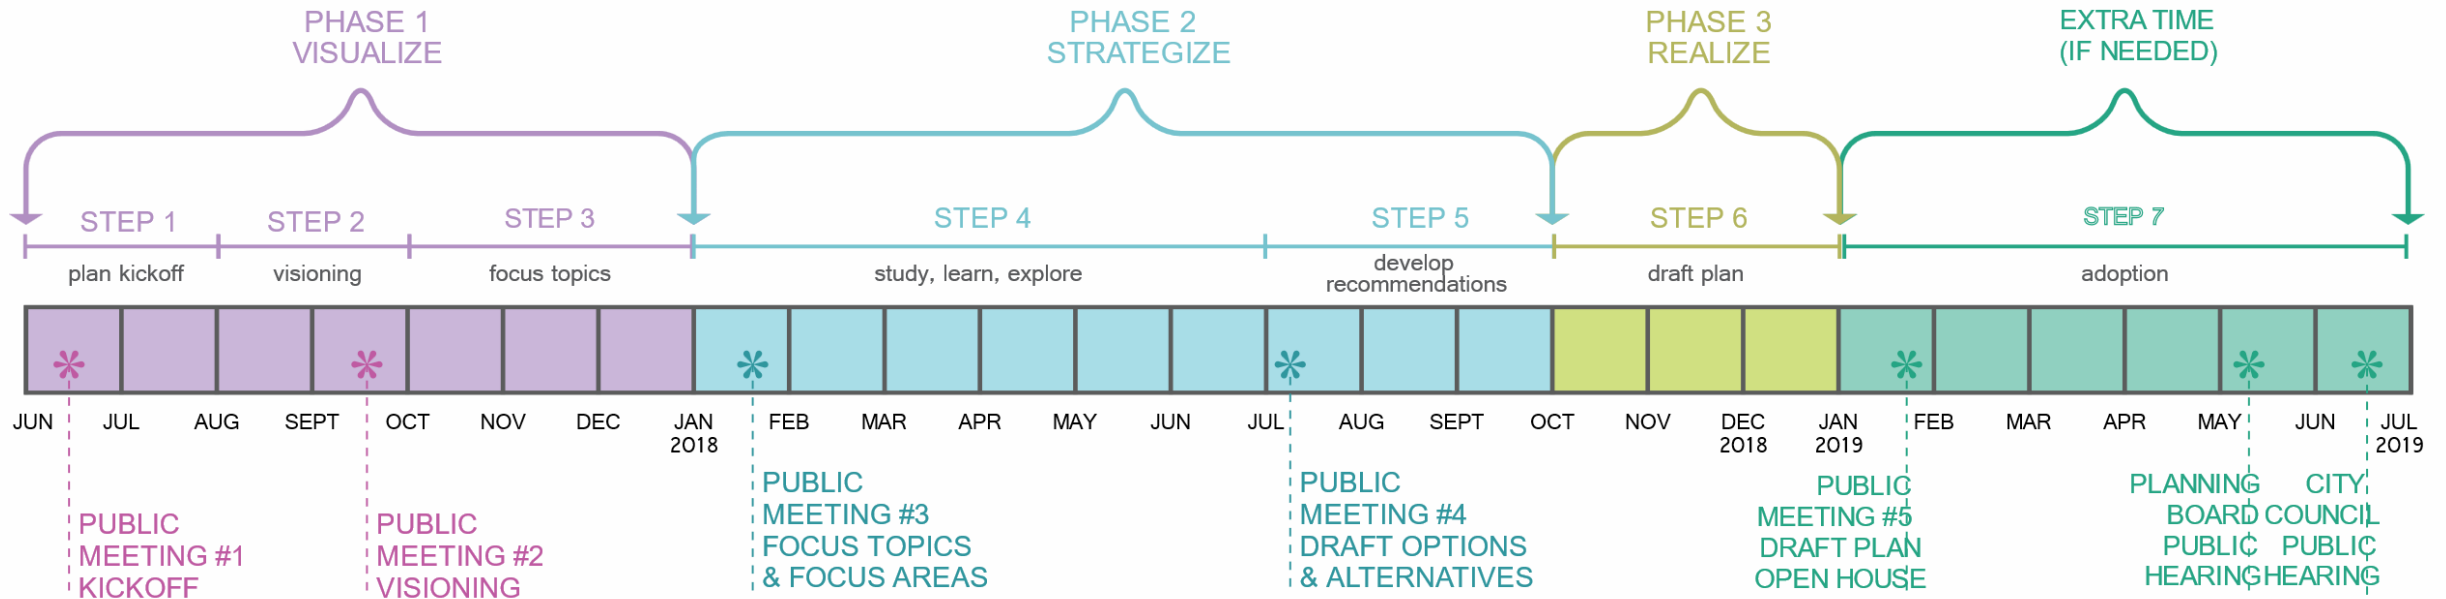 PHASE 1
VISUALIZE
PHASE 2
STRATEGIZE
PHASE 3
REALIZE
EXTRA TIME
(IF NEEDED)
STEP 1
STEP 2
STEP 3
STEP 4
STEP 5
STEP 6
STEP 7
plan kickoff
visioning
focus topics
study, learn, explore
develop
recommendations
draft plan
adoption
JUN JUL AUG SEPT OCT NOV DEC JAN FEB MAR APR MAY JUN JUL AUG SEPT OCT NOV DEC JAN FEB MAR APR MAY JUN JUL
2018 2018 2019 2019
PUBLIC
MEETING #1
KICKOFF
PUBLIC
MEETING #2
VISIONING
PUBLIC
MEETING #3
FOCUS TOPICS
& FOCUS AREAS
PUBLIC
MEETING #4
DRAFT OPTIONS
& ALTERNATIVES
PUBLIC
MEETING #5
DRAFT PLAN
OPEN HOUSE
PLANNING
BOARD
PUBLIC
HEARING
CITY
COUNCIL
PUBLIC
HEARING